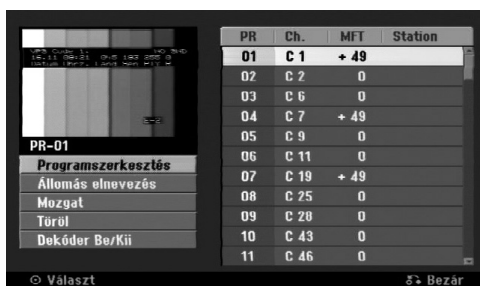 PR Ch. MFT Station
01 C 1 + 49
02 C 2 0
03 C 6 0
04 C 7 + 49
05 C 9 0
06 C 11 0
07 C 19 + 49
08 C 25 0
09 C 28 0
10 C 43 0
11 C 46 0
PR-01
Programszerkesztés
Állomás elnevezés
Mozgat
Töröl
Dekóder Be/Kii
Választ
Bezár